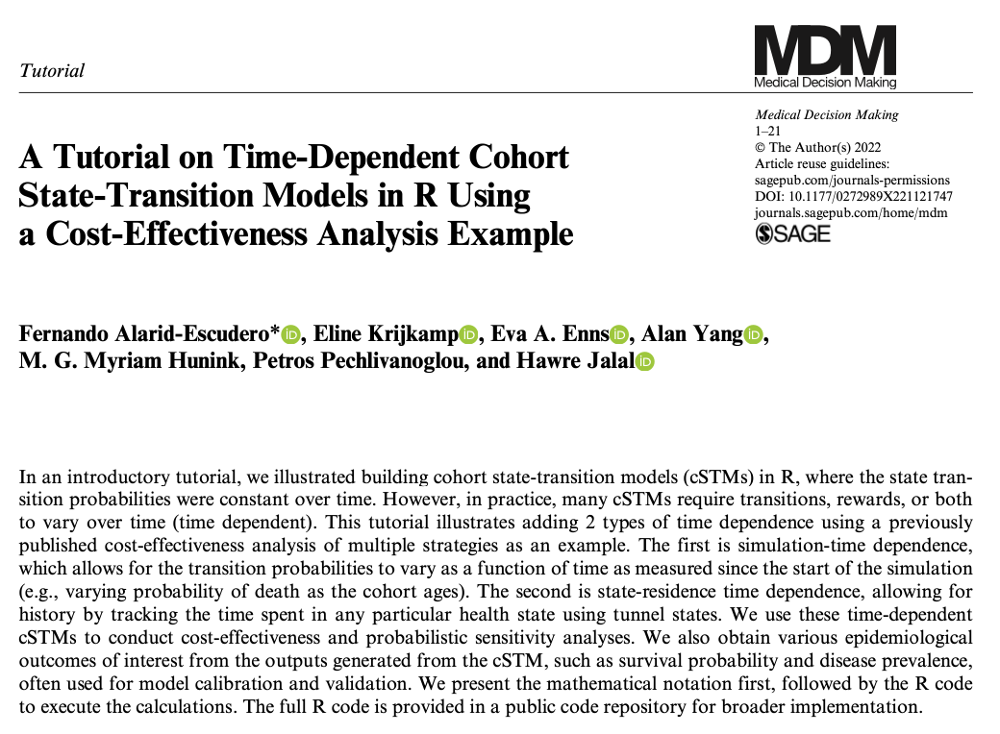 Tutorial
MDM
Medical Decision Making
Medical Decision Making
1–21
© The Author(s) 2022
Article reuse guidelines:
sagepub.com/journals-permissions
DOI: 10.1177/0272989X221121747
journals.sagepub.com/home/mdm
SAGE
A Tutorial on Time-Dependent Cohort
State-Transition Models in R Using
a Cost-Effectiveness Analysis Example
Fernando Alarid-Escudero*iD, Eline KrijkampiD, Eva A. EnnsiD, Alan YangiD,
M. G. Myriam Hunink, Petros Pechlivanoglou, and Hawre JalaliD
In an introductory tutorial, we illustrated building cohort state-transition models (cSTMs) in R, where the state tran-
sition probabilities were constant over time. However, in practice, many cSTMs require transitions, rewards, or both
to vary over time (time dependent). This tutorial illustrates adding 2 types of time dependence using a previously
published cost-effectiveness analysis of multiple strategies as an example. The first is simulation-time dependence,
which allows for the transition probabilities to vary as a function of time as measured since the start of the simulation
(e.g., varying probability of death as the cohort ages). The second is state-residence time dependence, allowing for
history by tracking the time spent in any particular health state using tunnel states. We use these time-dependent
cSTMs to conduct cost-effectiveness and probabilistic sensitivity analyses. We also obtain various epidemiological
outcomes of interest from the outputs generated from the cSTM, such as survival probability and disease prevalence,
often used for model calibration and validation. We present the mathematical notation first, followed by the R code
to execute the calculations. The full R code is provided in a public code repository for broader implementation.